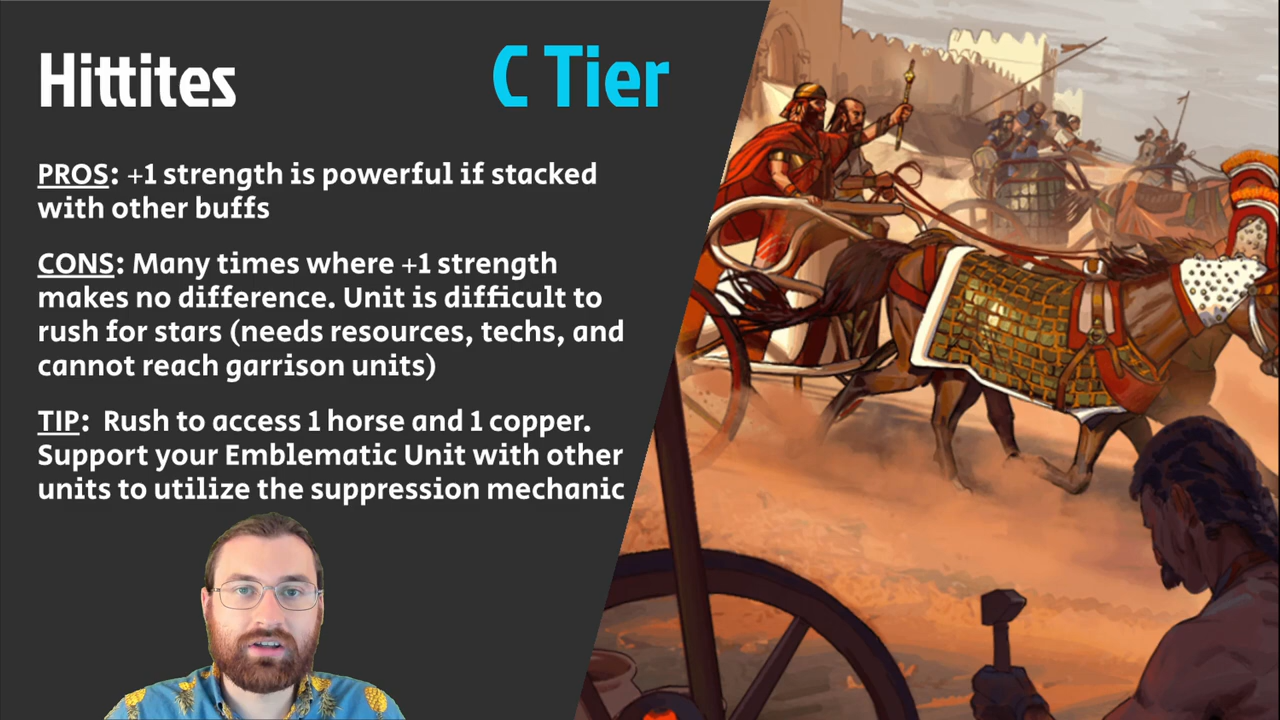 Hittites
C Tier
PROS: +1 strength is powerful if stacked
with other buffs
CONS: Many times where +1 strength
makes no difference. Unit is difficult to
rush for stars (needs resources, techs, and
cannot reach garrison units)
TIP: Rush to access 1 horse and 1 copper.
Support your Emblematic Unit with other
units to utilize the suppression mechanic